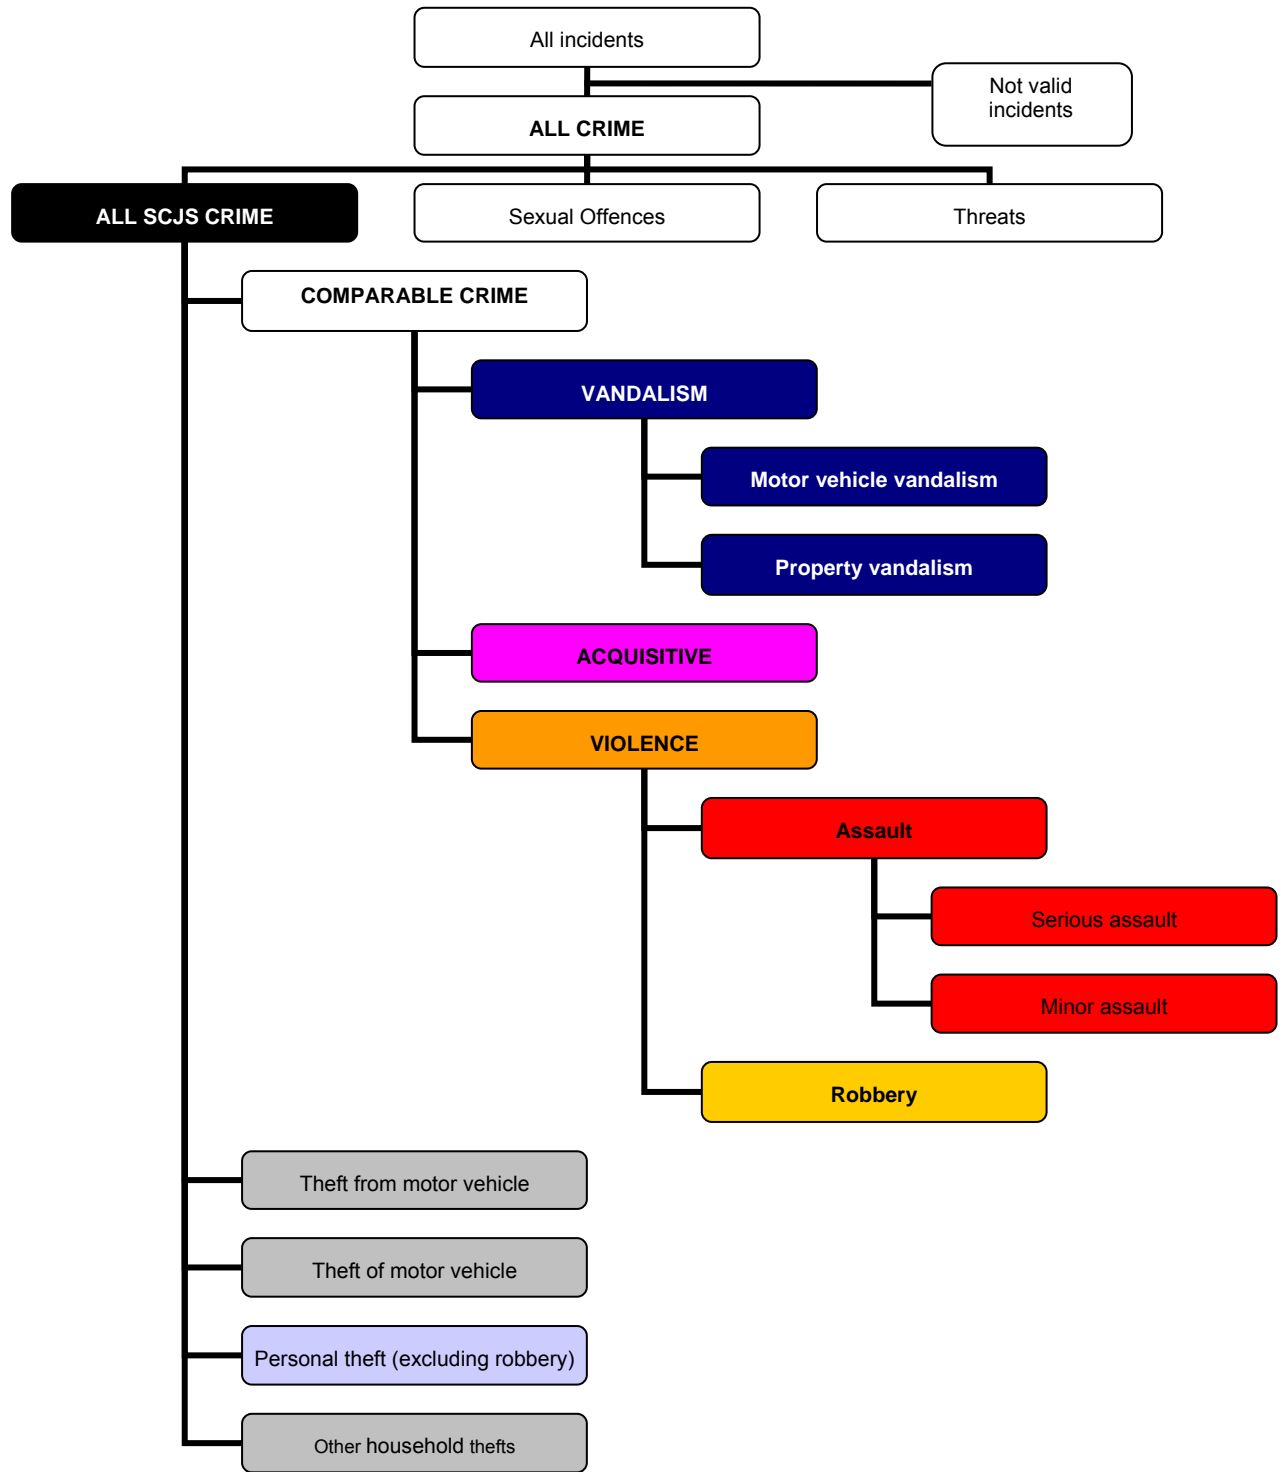 All incidents
Not valid
incidents
ALL CRIME
ALL SCJS CRIME
Sexual Offences
Threats
COMPARABLE CRIME
VANDALISM
Motor vehicle vandalism
Property vandalism
ACQUISITIVE
VIOLENCE
Assault
Serious assault
Minor assault
Robbery
Theft from motor vehicle
Theft of motor vehicle
Personal theft (excluding robbery)
Other household thefts